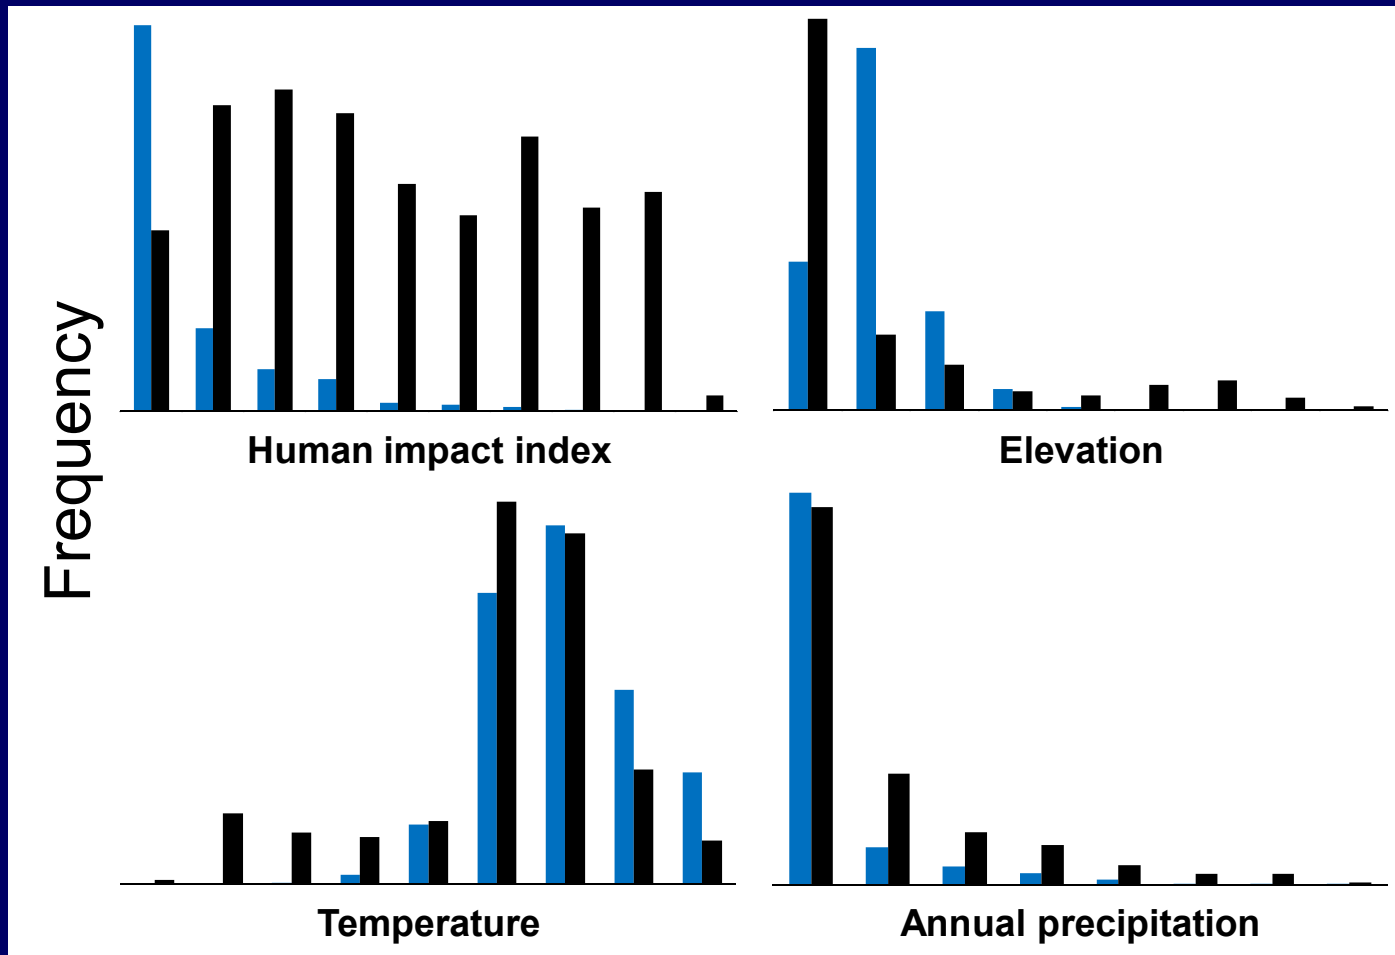 Frequency
Human impact index
Elevation
Temperature
Annual precipitation